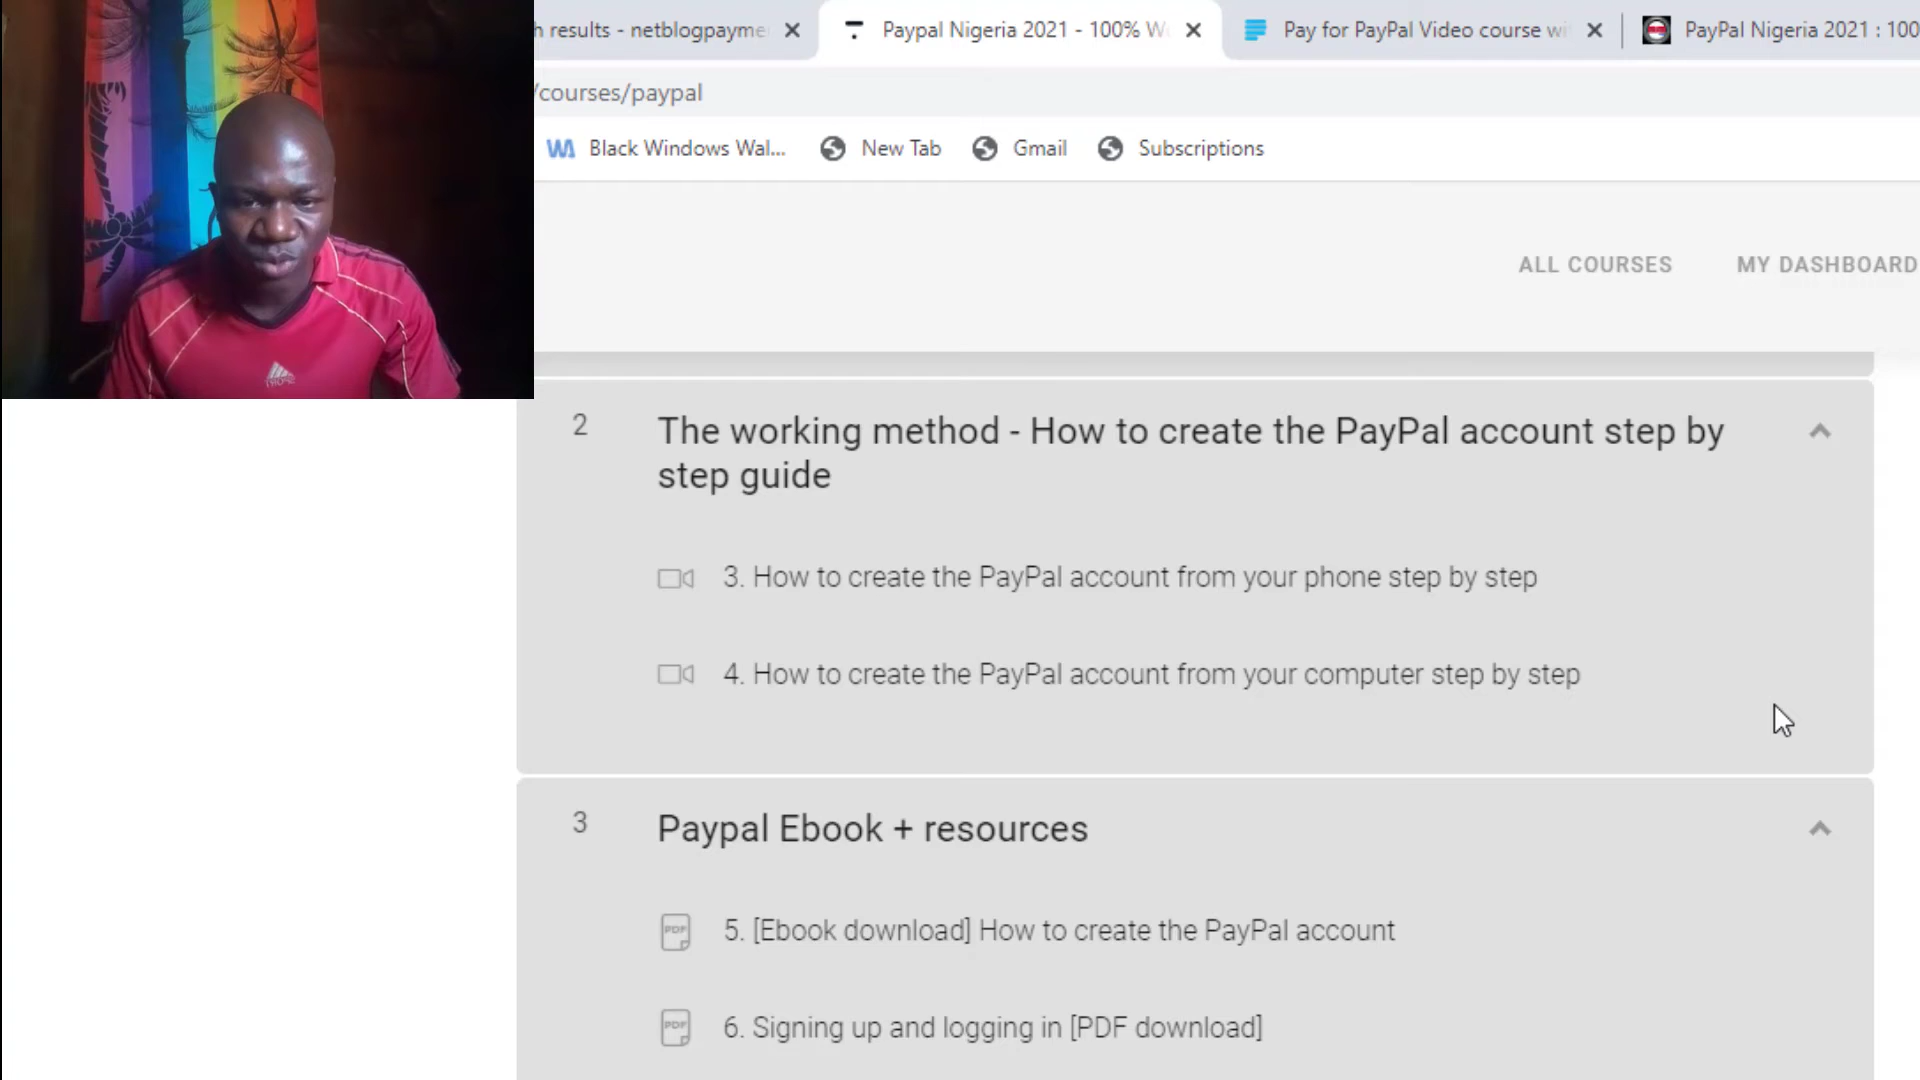 h results - netblogpayme
Paypal Nigeria 2021 - 100% W
Pay for PayPal Video course wi
PayPal Nigeria 2021 : 100
/courses/paypal
Black Windows Wal...
New Tab
Gmail
Subscriptions
ALL COURSES
MY DASHBOARD
2
The working method - How to create the PayPal account step by
step guide
3. How to create the PayPal account from your phone step by step
4. How to create the PayPal account from your computer step by step
3
Paypal Ebook + resources
PDF
5. [Ebook download] How to create the PayPal account
PDF
6. Signing up and logging in [PDF download]